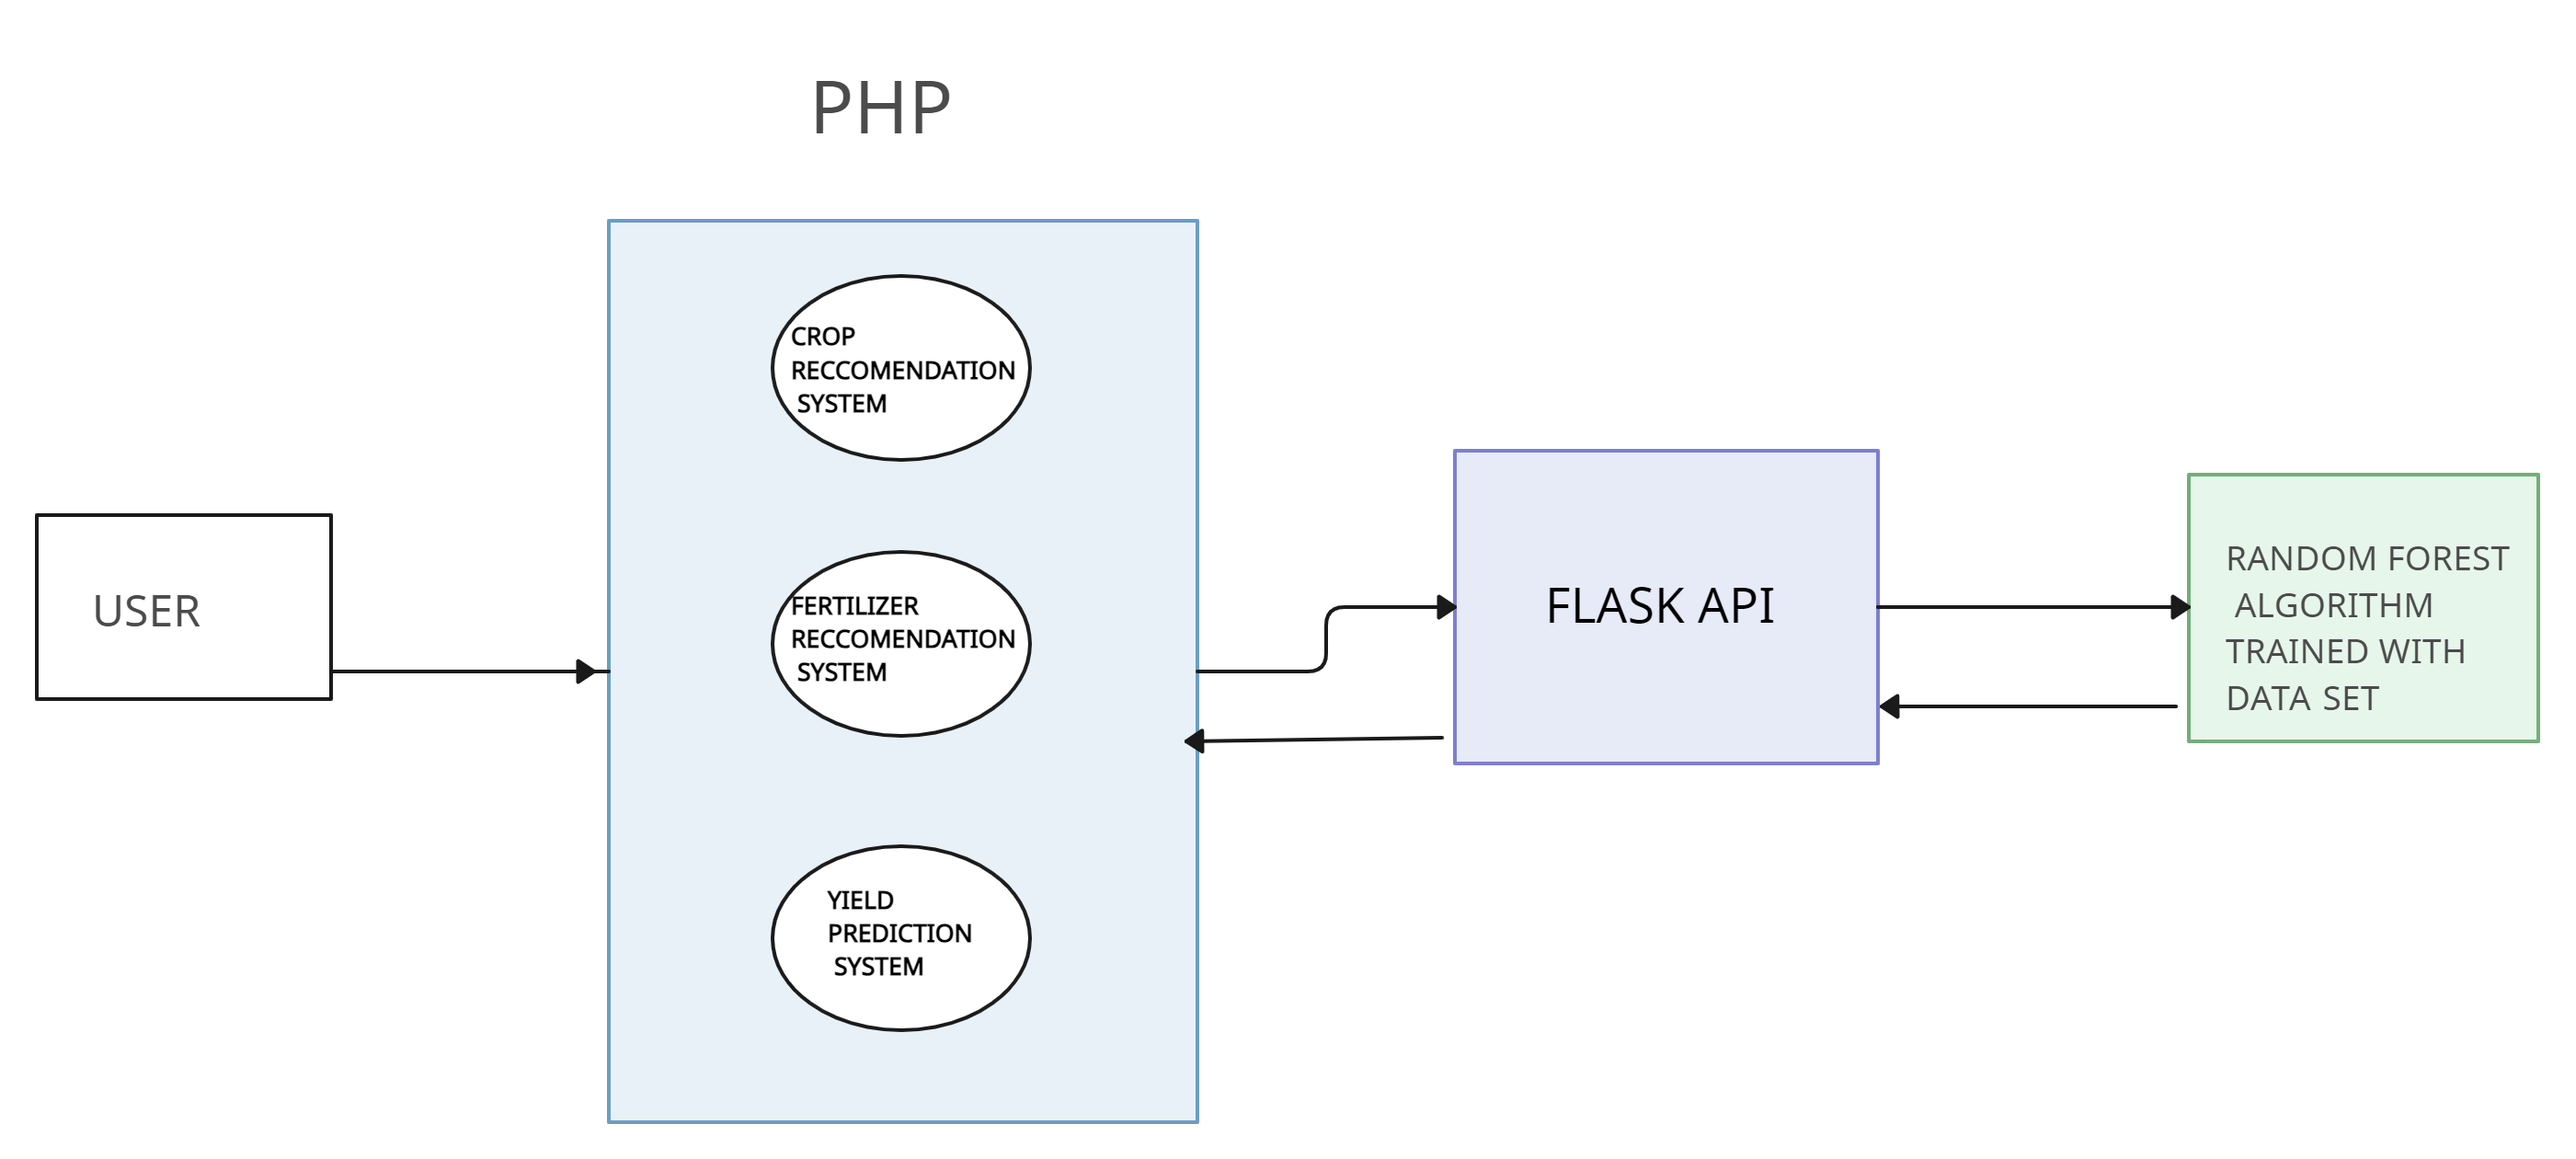 PHP
USER
CROP
RECCOMENDATION
SYSTEM
FERTILIZER
RECCOMENDATION
SYSTEM
YIELD
PREDICTION
SYSTEM
FLASK API
RANDOM FOREST
ALGORITHM
TRAINED WITH
DATA SET